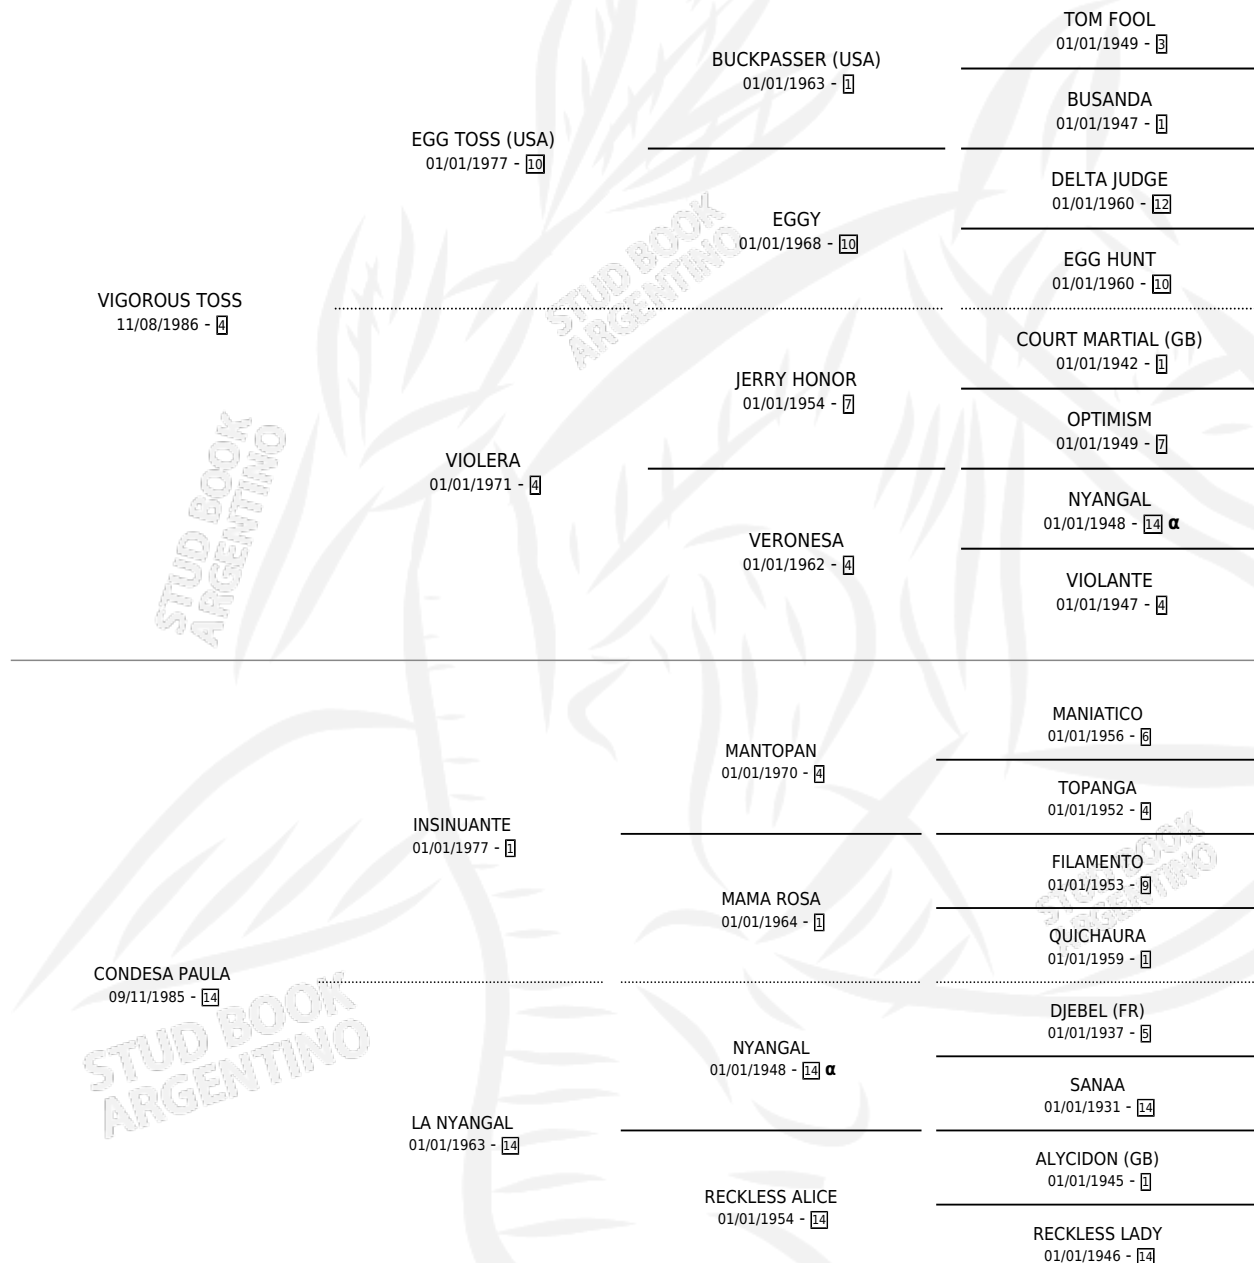 TOM FOOL
01/01/1949 - 3
BUCKPASSER (USA)
01/01/1963 - 1
BUSANDA
01/01/1947 - 1
EGG TOSS (USA)
01/01/1977 - 10
DELTA JUDGE
01/01/1960 - 12
EGGY
01/01/1968 - 10
EGG HUNT
01/01/1960 - 10
VIGOROUS TOSS
11/08/1986 - 4
STUD BOOK
ARGENTINO
COURT MARTIAL (GB)
01/01/1942 - 1
JERRY HONOR
01/01/1954 - 7
OPTIMISM
01/01/1949 - 7
VIOLERA
01/01/1971 - 4
NYANGAL
01/01/1948 - 14 α
VERONESA
01/01/1962 - 4
VIOLANTE
01/01/1947 - 4
STUD BOOK
ARGENTINO
MANIATICO
01/01/1956 - 6
MANTOPAN
01/01/1970 - 4
TOPANGA
01/01/1952 - 4
INSINUANTE
01/01/1977 - 1
FILAMENTO
01/01/1953 - 9
STUD BOOK
ARGENTINO
MAMA ROSA
01/01/1964 - 1
QUICHAURA
01/01/1959 - 1
CONDESA PAULA
09/11/1985 - 14
STUD BOOK
ARGENTINO
DJEBEL (FR)
01/01/1937 - 5
NYANGAL
01/01/1948 - 14 α
SANAA
01/01/1931 - 14
LA NYANGAL
01/01/1963 - 14
ALYCIDON (GB)
01/01/1945 - 1
RECKLESS ALICE
01/01/1954 - 14
RECKLESS LADY
01/01/1946 - 14